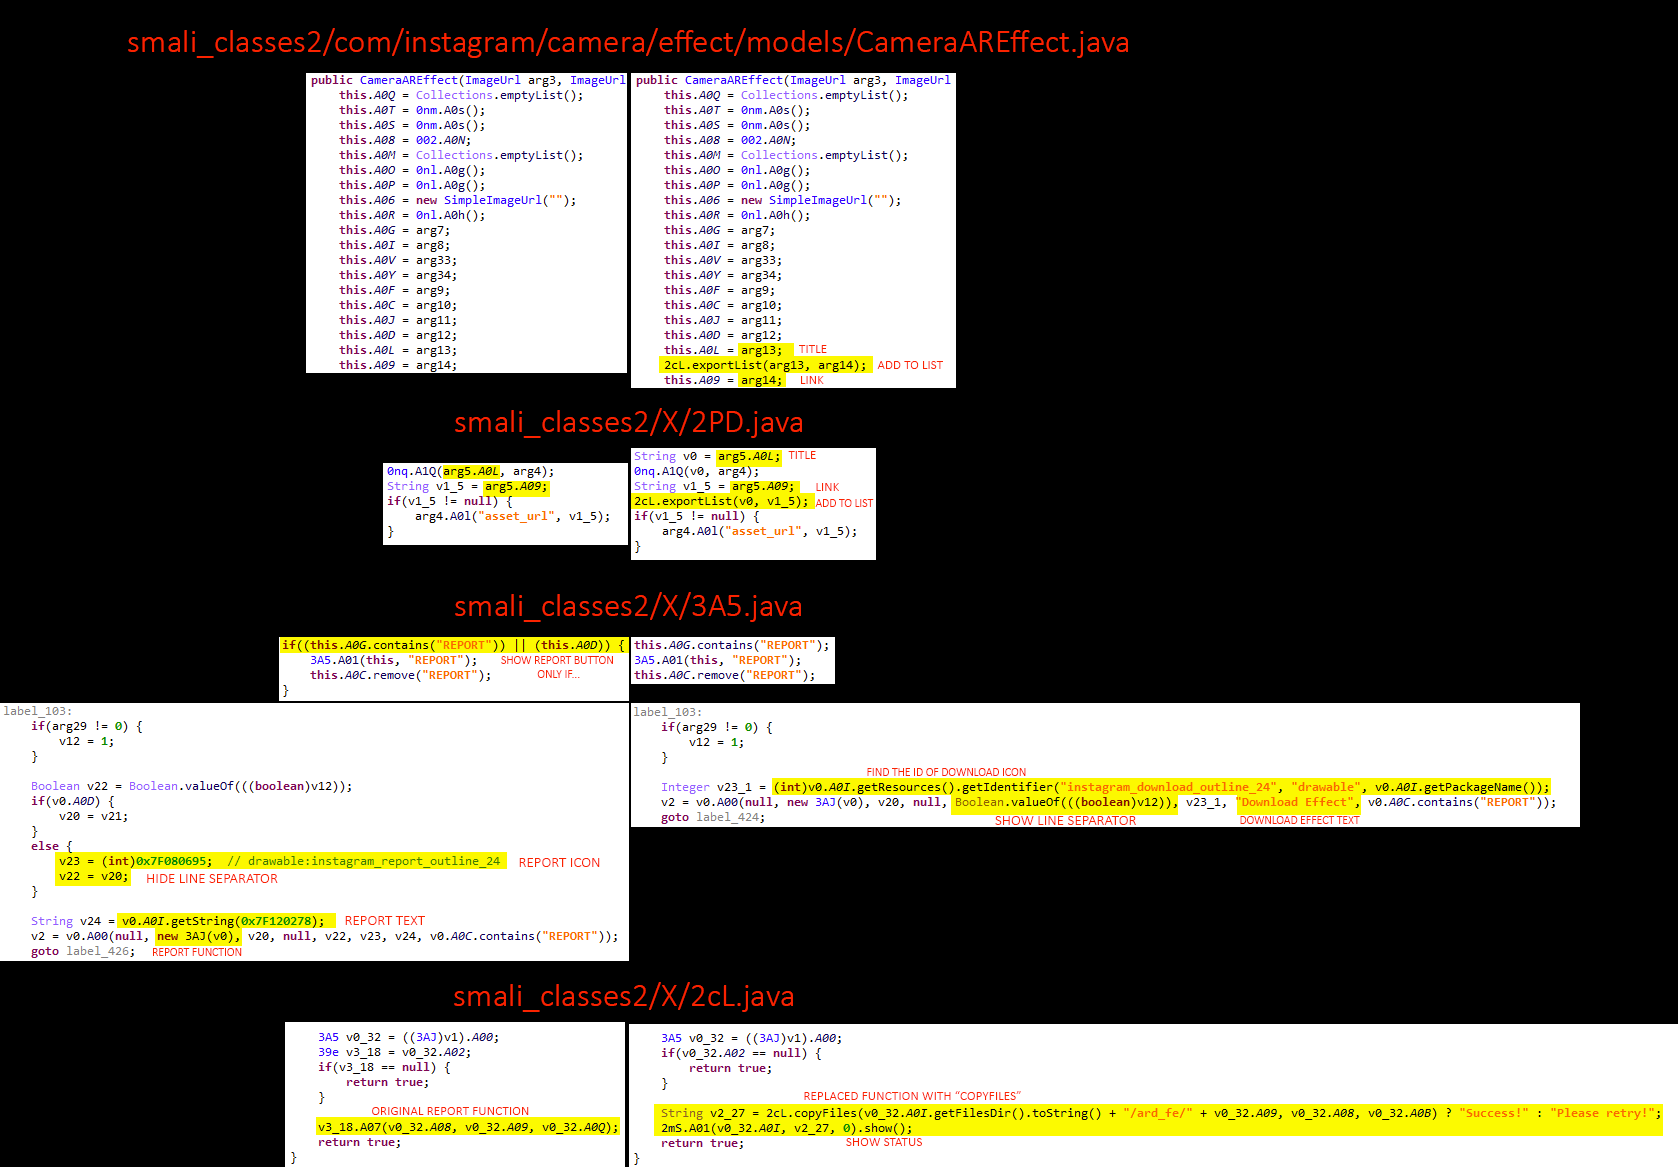 smali_classes2/com/instagram/camera/effect/models/CameraAREffect.java
public CameraAREffect(ImageUrl arg3, ImageUrl
this.A0Q = Collections.emptyList();
this.A0T = 0nm.A0s();
this.A0S = 0nm.A0s();
this.A08 = 002.A0N;
this.A0M = Collections.emptyList();
this.A0O = 0nl.A0g();
this.A0P = 0nl.A0g();
this.A06 = new SimpleImageUrl("");
this.A0R = 0nl.A0h();
this.A0G = arg7;
this.A0I = arg8;
this.A0V = arg33;
this.A0Y = arg34;
this.A0F = arg9;
this.A0C = arg10;
this.A0J = arg11;
this.A0D = arg12;
this.A0L = arg13;
this.A09 = arg14;
public CameraAREffect(ImageUrl arg3, ImageUrl
this.A0Q = Collections.emptyList();
this.A0T = 0nm.A0s();
this.A0S = 0nm.A0s();
this.A08 = 002.A0N;
this.A0M = Collections.emptyList();
this.A0O = 0nl.A0g();
this.A0P = 0nl.A0g();
this.A06 = new SimpleImageUrl("");
this.A0R = 0nl.A0h();
this.A0G = arg7;
this.A0I = arg8;
this.A0V = arg33;
this.A0Y = arg34;
this.A0F = arg9;
this.A0C = arg10;
this.A0J = arg11;
this.A0D = arg12;
this.A0L = arg13; TITLE
2cL.exportList(arg13, arg14); ADD TO LIST
this.A09 = arg14; LINK
smali_classes2/X/2PD.java
0nq.A1Q(arg5.A0L, arg4);
String v1_5 = arg5.A09;
if(v1_5 != null) {
arg4.A0l("asset_url", v1_5);
}
String v0 = arg5.A0L; TITLE
0nq.A1Q(v0, arg4);
String v1_5 = arg5.A09; LINK
2cL.exportList(v0, v1_5); ADD TO LIST
if(v1_5 != null) {
arg4.A0l("asset_url", v1_5);
}
smali_classes2/X/3A5.java
if((this.A0G.contains("REPORT")) || (this.A0D)) {
3A5.A01(this, "REPORT"); SHOW REPORT BUTTON
this.A0C.remove("REPORT"); ONLY IF...
}
this.A0G.contains("REPORT");
3A5.A01(this, "REPORT");
this.A0C.remove("REPORT");
label_103:
if(arg29 != 0) {
v12 = 1;
}
Boolean v22 = Boolean.valueOf(((boolean)v12));
if(v0.A0D) {
v20 = v21;
}
else {
v23 = (int)0x7F080695; // drawable:instagram_report_outline_24 REPORT ICON
v22 = v20; HIDE LINE SEPARATOR
}
String v24 = v0.A0I.getString(0x7F120278); REPORT TEXT
v2 = v0.A00(null, new 3AJ(v0), v20, null, v22, v23, v24, v0.A0C.contains("REPORT"));
goto label_426; REPORT FUNCTION
label_103:
if(arg29 != 0) {
v12 = 1;
}
FIND THE ID OF DOWNLOAD ICON
Integer v23_1 = (int)v0.A0I.getResources().getIdentifier("instagram_download_outline_24", "drawable", v0.A0I.getPackageName());
v2 = v0.A00(null, new 3AJ(v0), v20, null, Boolean.valueOf(((boolean)v12)), v23_1, "Download Effect", v0.A0C.contains("REPORT"));
goto label_424; SHOW LINE SEPARATOR DOWNLOAD EFFECT TEXT
smali_classes2/X/2cL.java
3A5 v0_32 = ((3AJ)v1).A00;
39e v3_18 = v0_32.A02;
if(v3_18 == null) {
return true;
}
ORIGINAL REPORT FUNCTION
v3_18.A07(v0_32.A08, v0_32.A09, v0_32.A0Q);
return true;
}
3A5 v0_32 = ((3AJ)v1).A00;
if(v0_32.A02 == null) {
return true;
}
REPLACED FUNCTION WITH “COPYFILES”
String v2_27 = 2cL.copyFiles(v0_32.A0I.getFilesDir().toString() + "/ard_fe/" + v0_32.A09, v0_32.A08, v0_32.A0B) ? "Success!" : "Please retry!";
2mS.A01(v0_32.A0I, v2_27, 0).show();
return true; SHOW STATUS
}